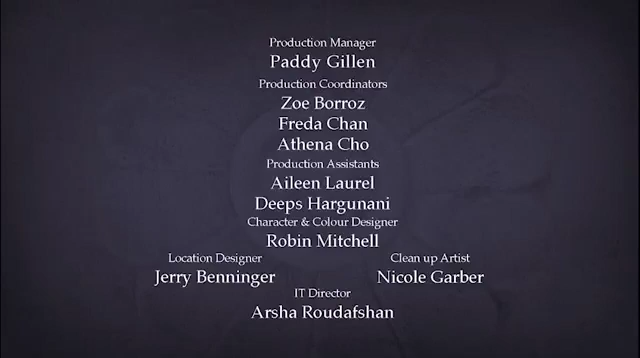 Production Manager
Paddy Gillen
Production Coordinators
Zoe Borroz
Freda Chan
Athena Cho
Production Assistants
Aileen Laurel
Deeps Hargunani
Character & Colour Designer
Robin Mitchell
Location Designer
Jerry Benninger
Clean up Artist
Nicole Garber
IT Director
Arsha Roudafshan